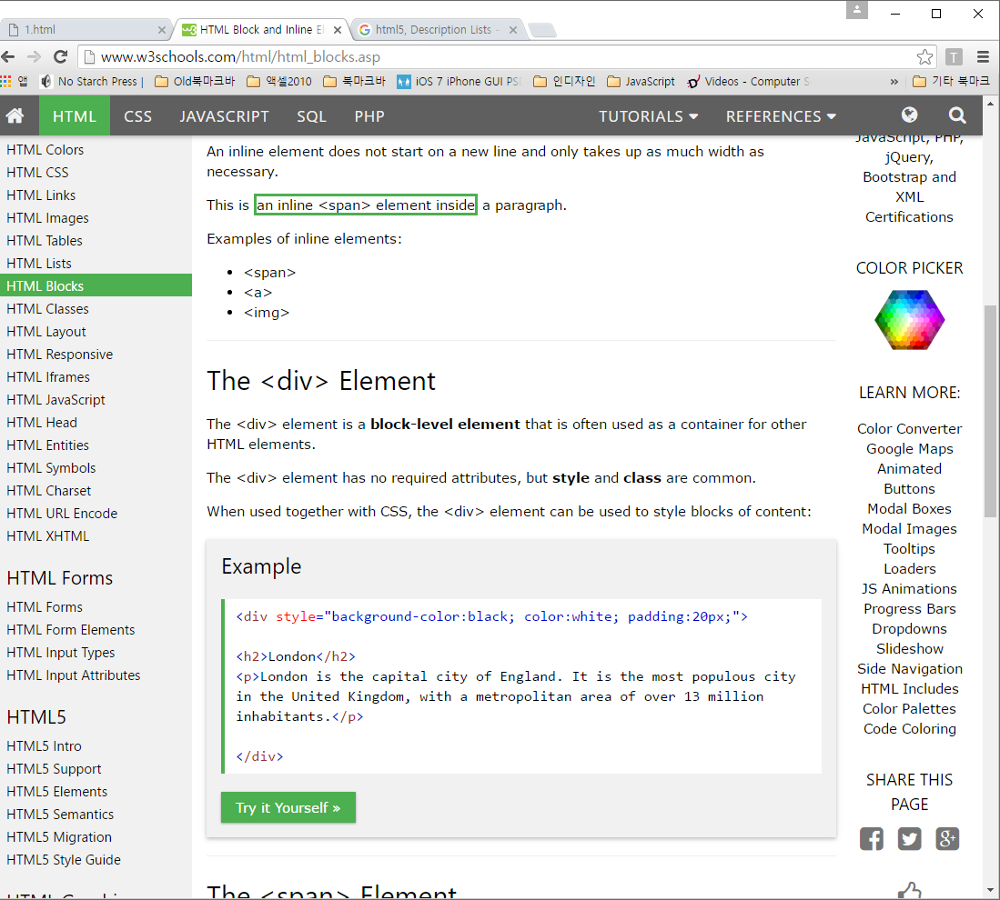 1.html
HTML Block and Inline El
html5, Description Lists -
www.w3schools.com/html/html_blocks.asp
앱
No Starch Press |
Old북마크바
액셀2010
북마크바
iOS 7 iPhone GUI PS
인디자인
JavaScript
Videos - Computer S
»
기타 북마크
HTML
CSS
JAVASCRIPT
SQL
PHP
TUTORIALS
REFERENCES
HTML Colors
HTML CSS
HTML Links
HTML Images
HTML Tables
HTML Lists
HTML Blocks
HTML Classes
HTML Layout
HTML Responsive
HTML Iframes
HTML JavaScript
HTML Head
HTML Entities
HTML Symbols
HTML Charset
HTML URL Encode
HTML XHTML
HTML Forms
HTML Forms
HTML Form Elements
HTML Input Types
HTML Input Attributes
HTML5
HTML5 Intro
HTML5 Support
HTML5 Elements
HTML5 Semantics
HTML5 Migration
HTML5 Style Guide
An inline element does not start on a new line and only takes up as much width as
necessary.
This is an inline <span> element inside a paragraph.
Examples of inline elements:
• <span>
• <a>
• <img>
The <div> Element
The <div> element is a block-level element that is often used as a container for other
HTML elements.
The <div> element has no required attributes, but style and class are common.
When used together with CSS, the <div> element can be used to style blocks of content:
Example
<div style="background-color:black; color:white; padding:20px;">
<h2>London</h2>
<p>London is the capital city of England. It is the most populous city
in the United Kingdom, with a metropolitan area of over 13 million
inhabitants.</p>
</div>
Try it Yourself »
The <span> Element
JavaScript, PHP,
jQuery,
Bootstrap and
XML
Certifications
COLOR PICKER
LEARN MORE:
Color Converter
Google Maps
Animated
Buttons
Modal Boxes
Modal Images
Tooltips
Loaders
JS Animations
Progress Bars
Dropdowns
Slideshow
Side Navigation
HTML Includes
Color Palettes
Code Coloring
SHARE THIS
PAGE